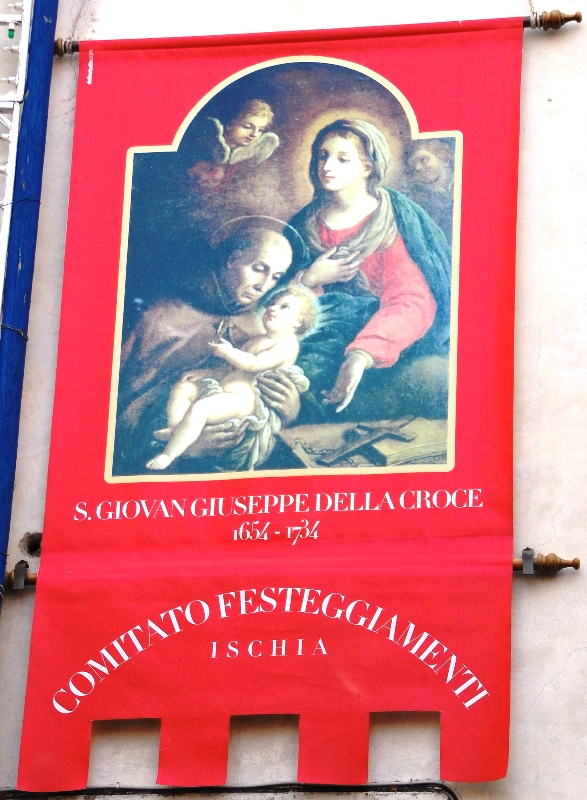 S. GIOVAN GIUSEPPE DELLA CROCE
1654 - 1734
COMITATO FESTEGGIAMENTI
ISCHIA